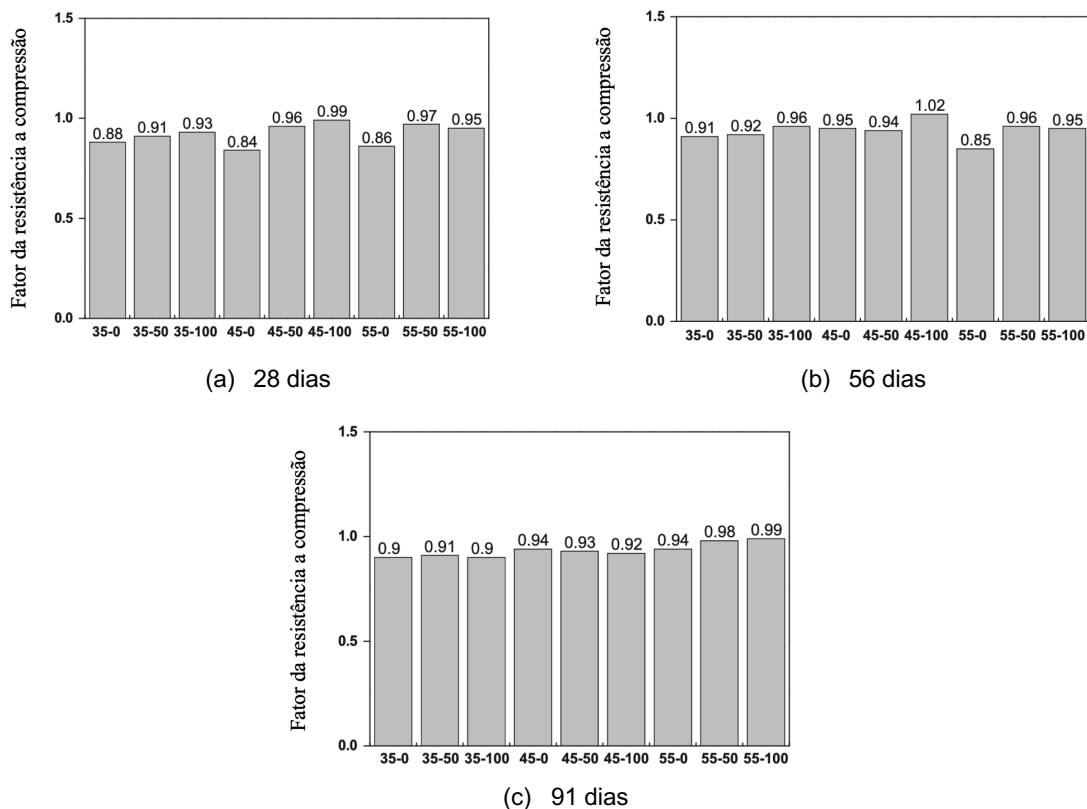 Fator da resistência a compressão
1.5
1.0
0.5
0.0
0.88 0.91 0.93 0.84 0.96 0.99 0.86 0.97 0.95
35-0 35-50 35-100 45-0 45-50 45-100 55-0 55-50 55-100
(a) 28 dias
Fator da resistência a compressão
1.5
1.0
0.5
0.0
0.91 0.92 0.96 0.95 0.94 1.02 0.85 0.96 0.95
35-0 35-50 35-100 45-0 45-50 45-100 55-0 55-50 55-100
(b) 56 dias
Fator da resistência a compressão
1.5
1.0
0.5
0.0
0.9 0.91 0.9 0.94 0.93 0.92 0.94 0.98 0.99
35-0 35-50 35-100 45-0 45-50 45-100 55-0 55-50 55-100
(c) 91 dias